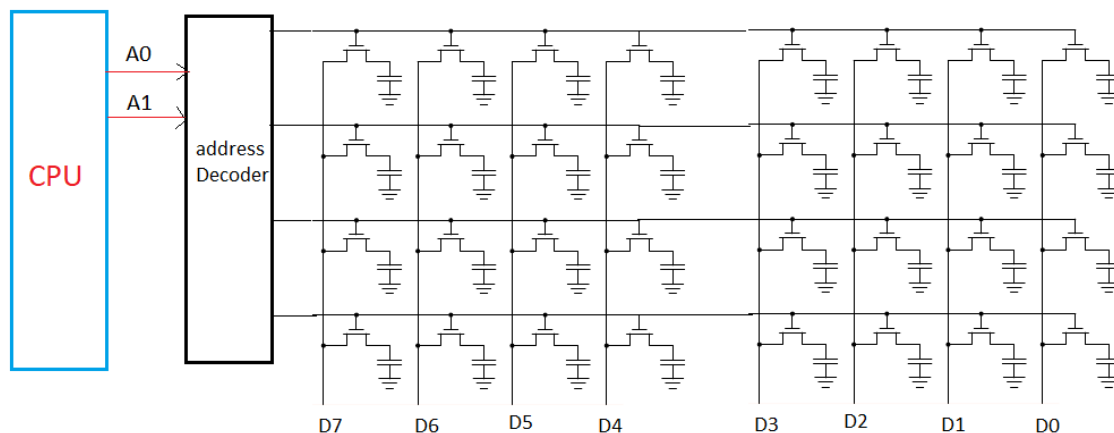 A0
A1
CPU
address
Decoder
D7
D6
D5
D4
D3
D2
D1
D0